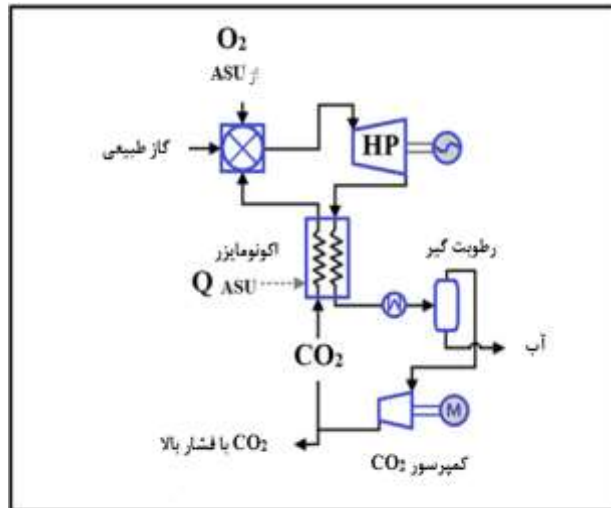 O2
از ASU
گاز طبیعی
HP
اکونومایزر
رطوبت گیر
Q ASU
CO2
آب
M
CO2 با فشار بالا
کمپرسور CO2